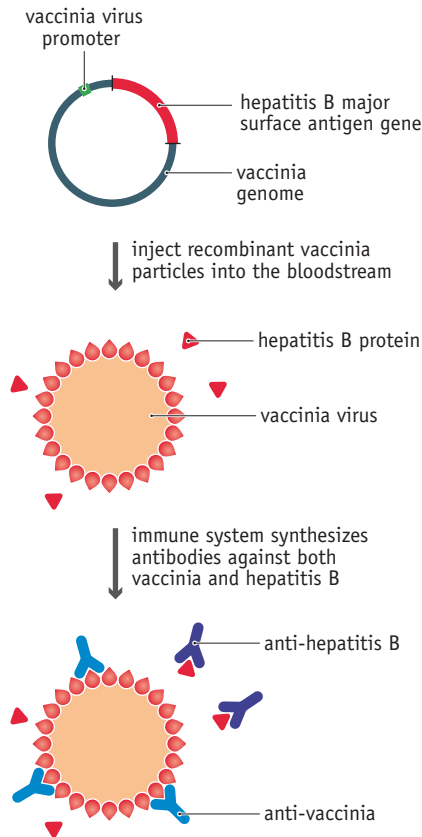 vaccinia virus
promoter
hepatitis B major
surface antigen gene
vaccinia
genome
inject recombinant vaccinia
particles into the bloodstream
hepatitis B protein
vaccinia virus
immune system synthesizes
antibodies against both
vaccinia and hepatitis B
anti-hepatitis B
anti-vaccinia